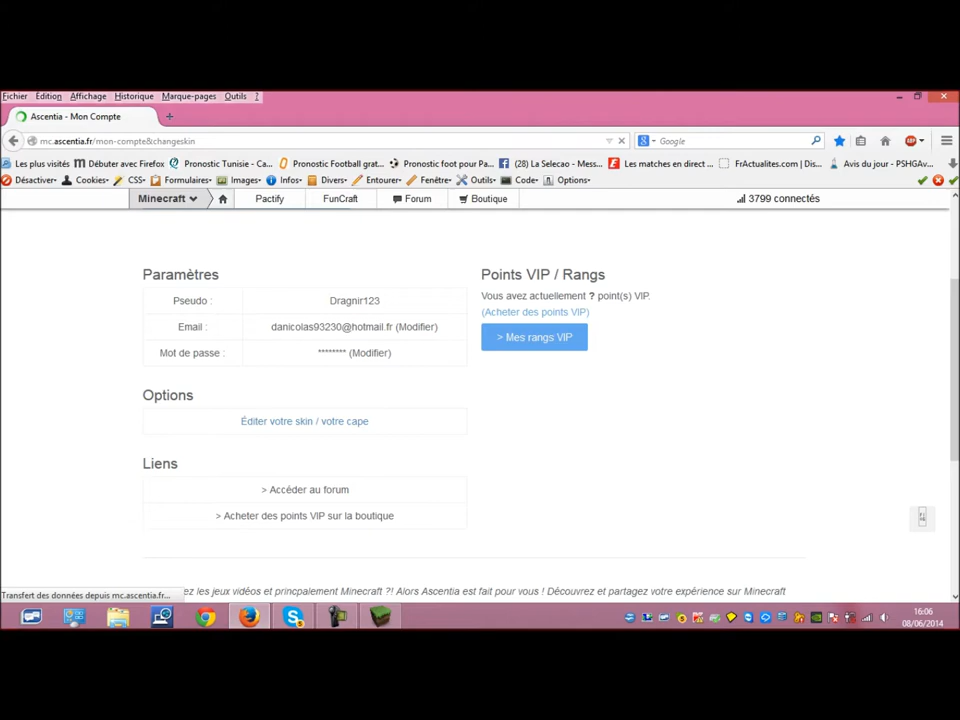 Fichier Édition Affichage Historique Marque-pages Outils ?
Ascentia - Mon Compte
mc.ascentia.fr/mon-compte&changeskin
Google
Les plus visités Débuter avec Firefox Pronostic Tunisie - Ca... Pronostic Football grat... Pronostic foot pour Pa... (28) La Selecao - Mess... Les matches en direct ... FrActualites.com | Dis... Avis du jour - PSHGAv...
Désactiver Cookies CSS Formulaires Images Infos Divers Entourer Fenêtre Outils Code Options
Minecraft Pactify FunCraft Forum Boutique 3799 connectés
Paramètres
Pseudo : Dragnir123
Email : danicolas93230@hotmail.fr (Modifier)
Mot de passe : ******** (Modifier)
Options
Éditer votre skin / votre cape
Liens
> Accéder au forum
> Acheter des points VIP sur la boutique
Points VIP / Rangs
Vous avez actuellement ? point(s) VIP.
(Acheter des points VIP)
> Mes rangs VIP
ez les jeux vidéos et princpalement Minecraft ?! Alors Ascentia est fait pour vous ! Découvrez et partagez votre expérience sur Minecraft
Transfert des données depuis mc.ascentia.fr...
16:06
08/06/2014